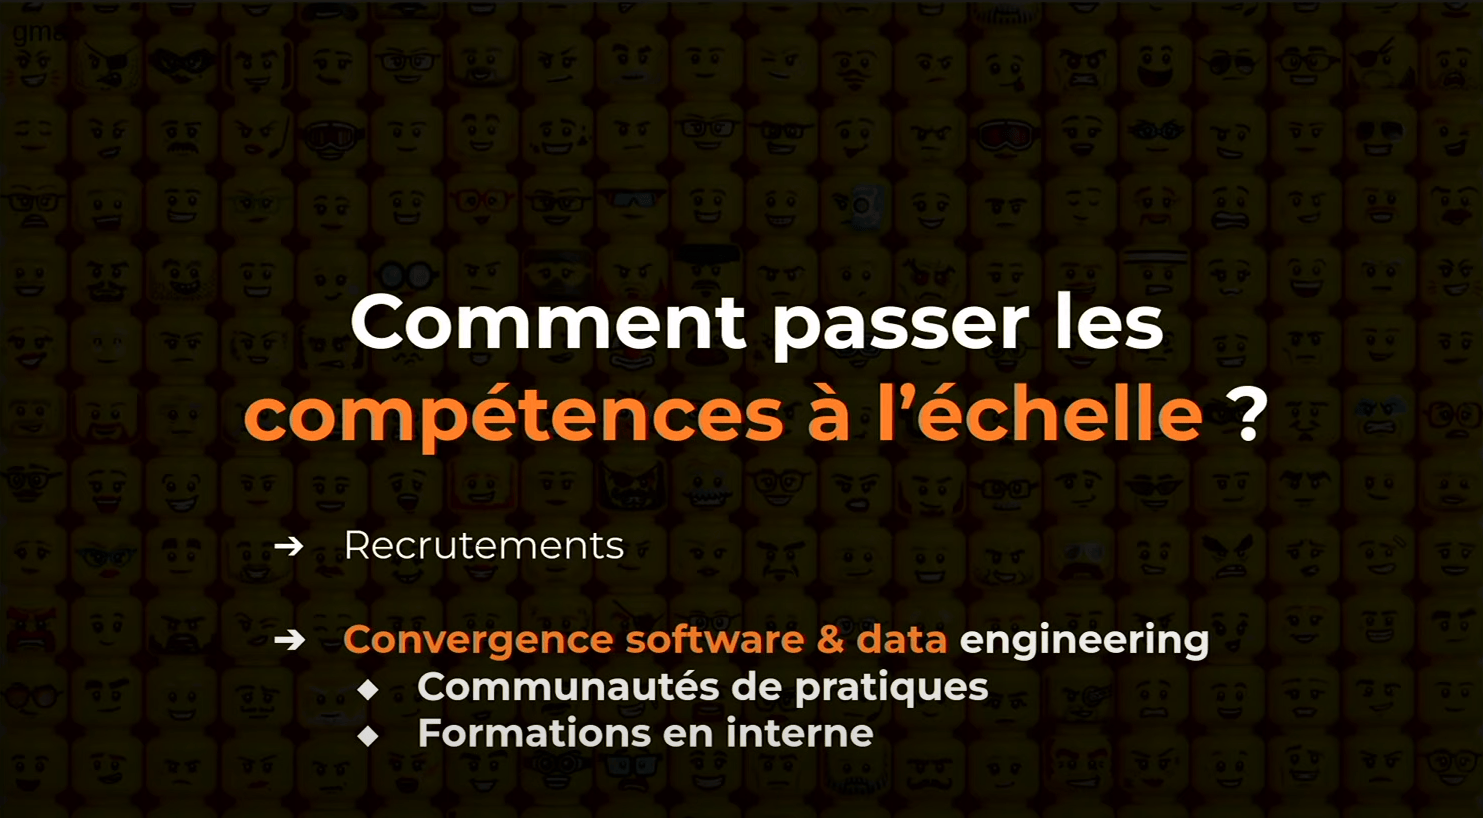 Comment passer les
compétences à l’échelle ?
➔ Recrutements
➔ Convergence software & data engineering
◆ Communautés de pratiques
◆ Formations en interne